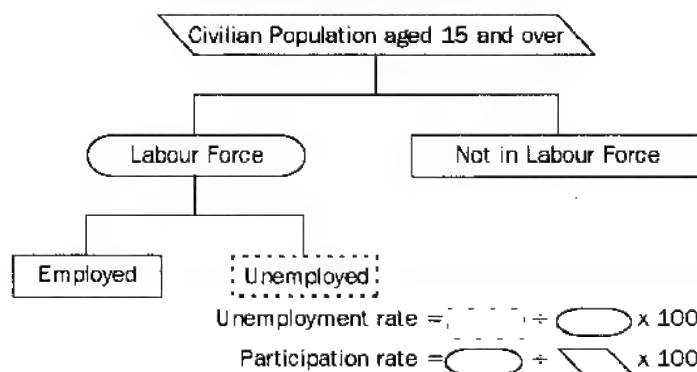 Civilian Population aged 15 and over
Labour Force
Not in Labour Force
Employed
Unemployed
Unemployment rate = ÷ x 100
Participation rate = ÷ x 100